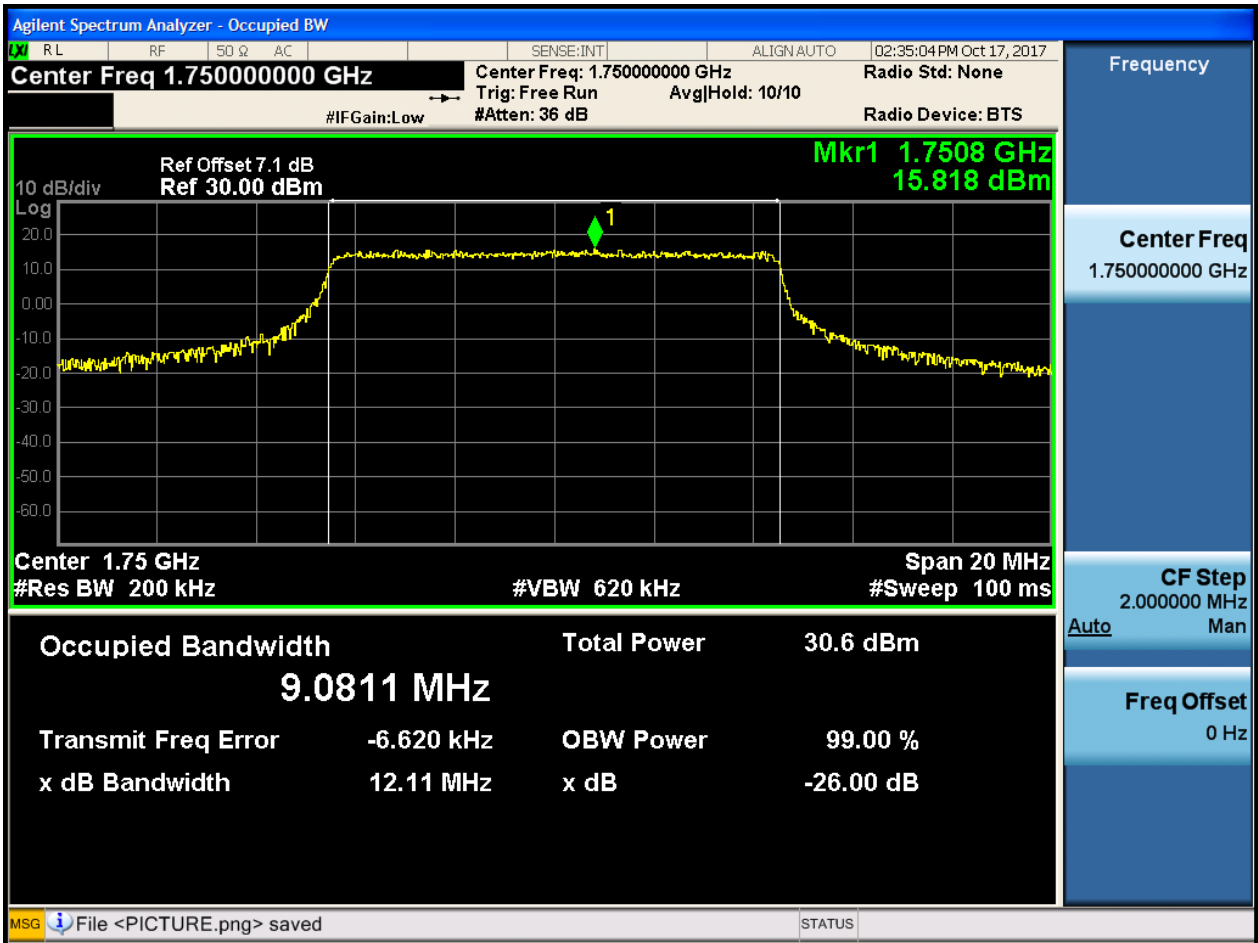 Agilent Spectrum Analyzer - Occupied BW
LXI RL RF 50 Ω AC SENSE:INT ALIGN AUTO 02:35:04 PM Oct 17, 2017
Center Freq 1.750000000 GHz
Center Freq: 1.750000000 GHz Radio Std: None
Trig: Free Run Avg|Hold: 10/10
#IFGain:Low #Atten: 36 dB Radio Device: BTS
Mkr1 1.7508 GHz
15.818 dBm
Ref Offset 7.1 dB
10 dB/div Ref 30.00 dBm
Log
1
20.0
10.0
0.00
-10.0
-20.0
-30.0
-40.0
-50.0
-60.0
Center 1.75 GHz Span 20 MHz
#Res BW 200 kHz #VBW 620 kHz #Sweep 100 ms
Occupied Bandwidth Total Power 30.6 dBm
9.0811 MHz
Transmit Freq Error -6.620 kHz OBW Power 99.00 %
x dB Bandwidth 12.11 MHz x dB -26.00 dB
Frequency
Center Freq
1.750000000 GHz
CF Step
2.000000 MHz
Auto Man
Freq Offset
0 Hz
MSG File <PICTURE.png> saved STATUS